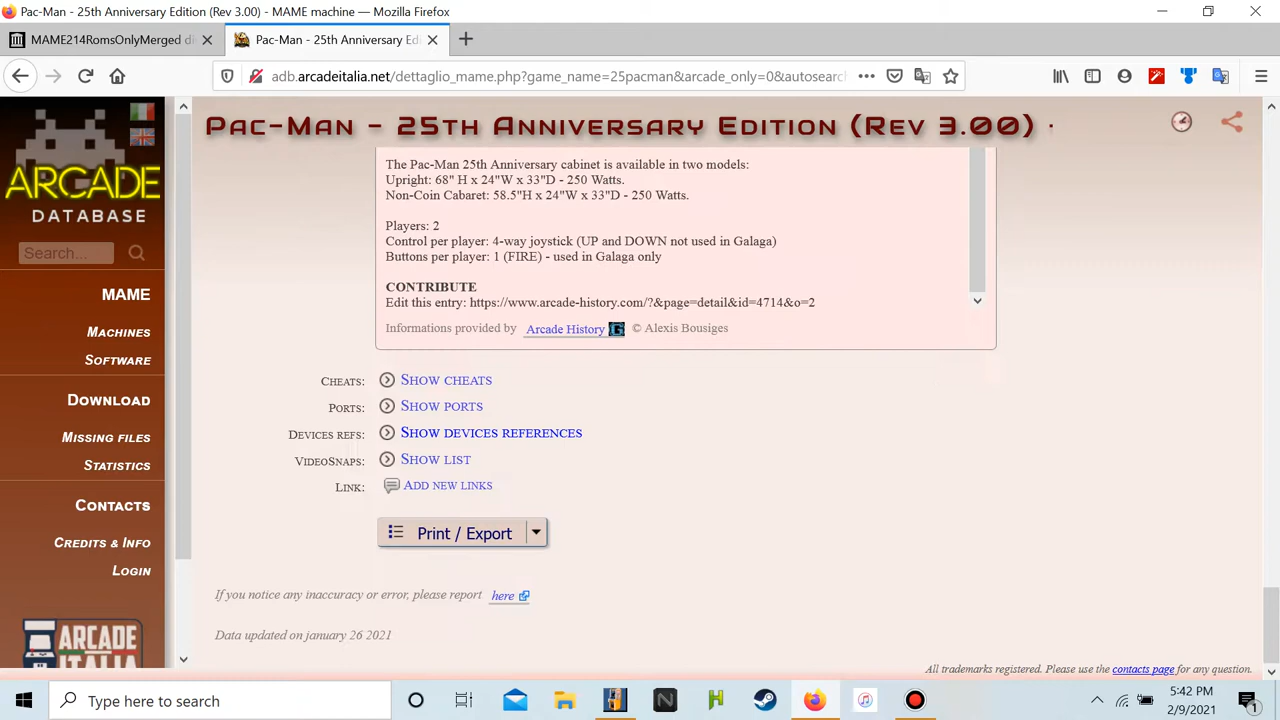 Pac-Man - 25th Anniversary Edition (Rev 3.00) - MAME machine — Mozilla Firefox
MAME214RomsOnlyMerged di
Pac-Man - 25th Anniversary Edi
adb.arcadeitalia.net/dettaglio_mame.php?game_name=25pacman&arcade_only=0&autosearch
ARCADE
DATABASE
Search...
MAME
Machines
Software
Download
Missing files
Statistics
Contacts
Credits & Info
Login
ARCADE
ITALIA
Pac-Man - 25th Anniversary Edition (Rev 3.00) -
The Pac-Man 25th Anniversary cabinet is available in two models:
Upright: 68" H x 24"W x 33"D - 250 Watts.
Non-Coin Cabaret: 58.5"H x 24"W x 33"D - 250 Watts.
Players: 2
Control per player: 4-way joystick (UP and DOWN not used in Galaga)
Buttons per player: 1 (FIRE) - used in Galaga only
CONTRIBUTE
Edit this entry: https://www.arcade-history.com/?&page=detail&id=4714&o=2
Informations provided by Arcade History © Alexis Bousiges
Cheats: Show cheats
Ports: Show ports
Devices refs: Show devices references
VideoSnaps: Show list
Link: Add new links
Print / Export
If you notice any inaccuracy or error, please report here
Data updated on january 26 2021
All trademarks registered. Please use the contacts page for any question.
Type here to search
5:42 PM
2/9/2021
1